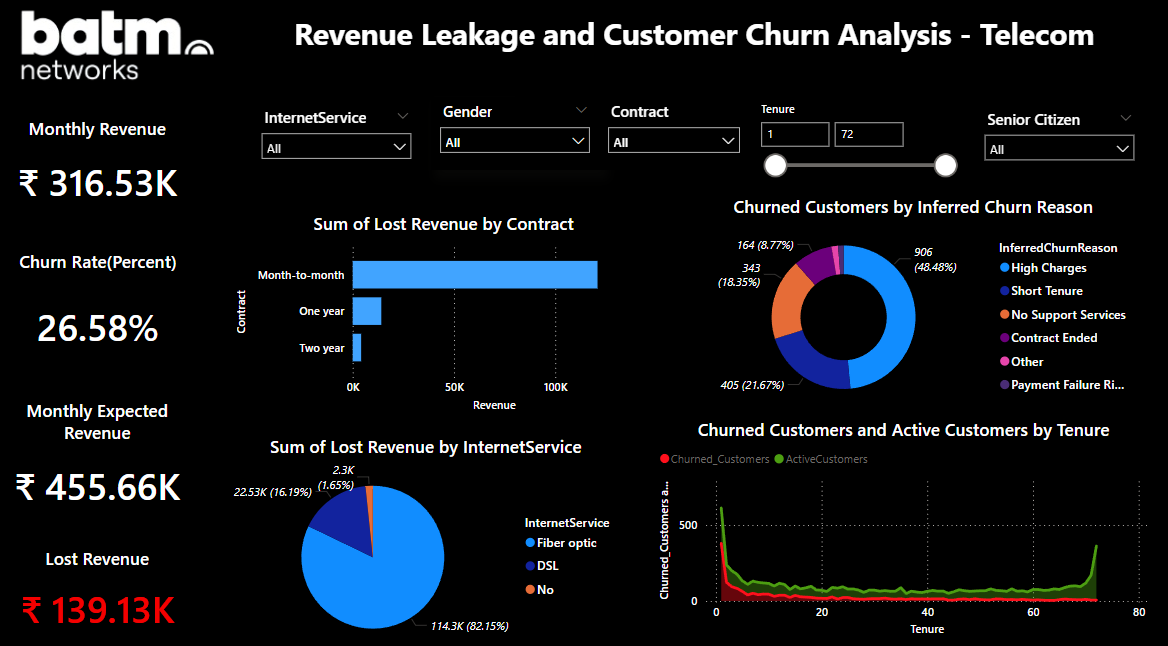 batm
networks
Revenue Leakage and Customer Churn Analysis - Telecom
InternetService
All
Gender
All
Contract
All
Tenure
1
72
Senior Citizen
All
Monthly Revenue
₹ 316.53K
Churn Rate(Percent)
26.58%
Monthly Expected
Revenue
₹ 455.66K
Lost Revenue
₹ 139.13K
Sum of Lost Revenue by Contract
Contract
Month-to-month
One year
Two year
0K
50K
100K
Revenue
Churned Customers by Inferred Churn Reason
164 (8.77%)
343
(18.35%)
405 (21.67%)
906
(48.48%)
InferredChurnReason
High Charges
Short Tenure
No Support Services
Contract Ended
Other
Payment Failure Ri...
Sum of Lost Revenue by InternetService
2.3K
(1.65%)
22.53K (16.19%)
114.3K (82.15%)
InternetService
Fiber optic
DSL
No
Churned Customers and Active Customers by Tenure
Churned_Customers
ActiveCustomers
Churned_Customers a...
500
0
0
20
40
60
80
Tenure